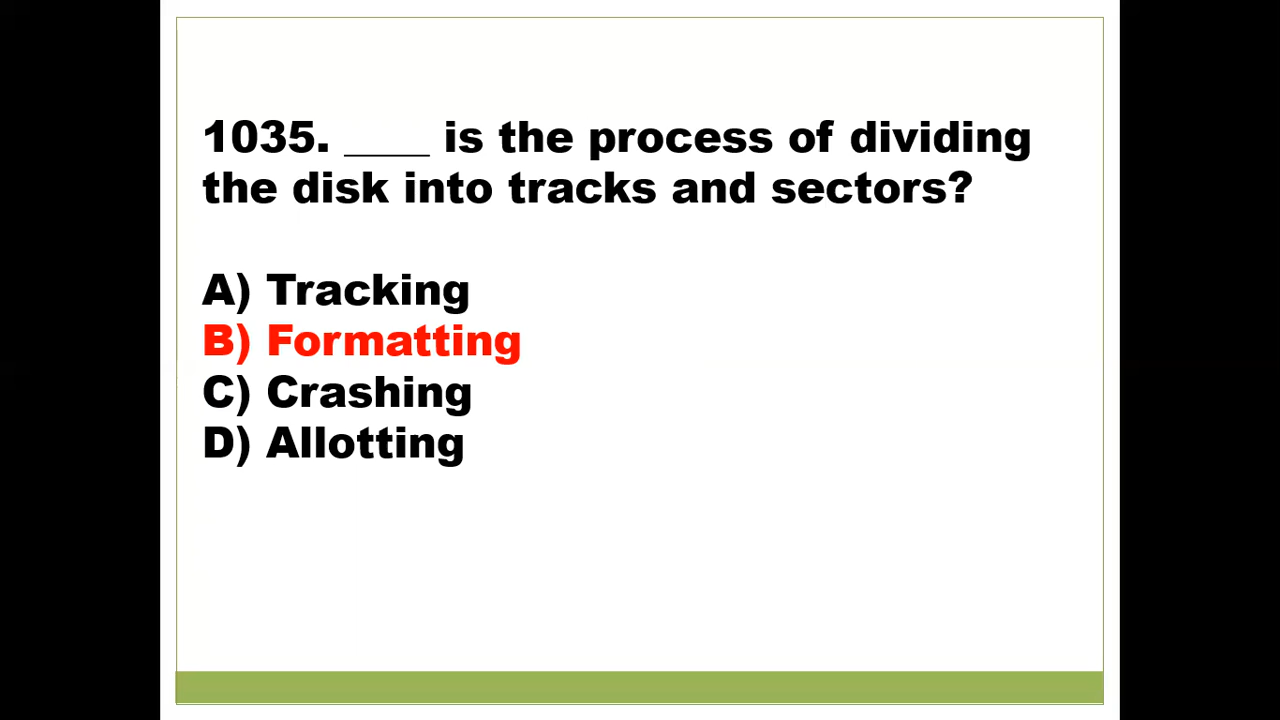 1035. ____ is the process of dividing
the disk into tracks and sectors?
A) Tracking
B) Formatting
C) Crashing
D) Allotting